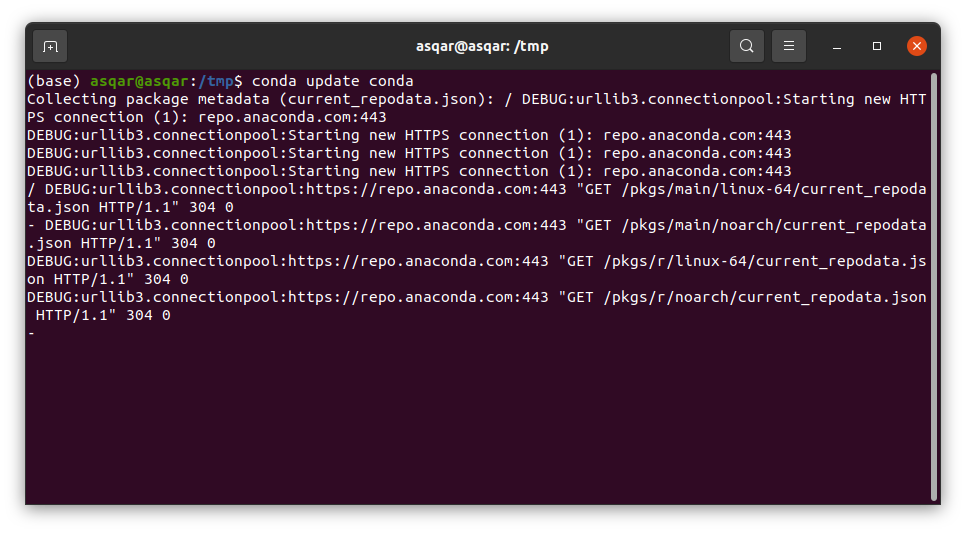 asqar@asqar: /tmp
(base) asqar@asqar:/tmp$ conda update conda
Collecting package metadata (current_repodata.json): / DEBUG:urllib3.connectionpool:Starting new HTT
PS connection (1): repo.anaconda.com:443
DEBUG:urllib3.connectionpool:Starting new HTTPS connection (1): repo.anaconda.com:443
DEBUG:urllib3.connectionpool:Starting new HTTPS connection (1): repo.anaconda.com:443
DEBUG:urllib3.connectionpool:Starting new HTTPS connection (1): repo.anaconda.com:443
/ DEBUG:urllib3.connectionpool:https://repo.anaconda.com:443 "GET /pkgs/main/linux-64/current_repoda
ta.json HTTP/1.1" 304 0
- DEBUG:urllib3.connectionpool:https://repo.anaconda.com:443 "GET /pkgs/main/noarch/current_repodata
.json HTTP/1.1" 304 0
DEBUG:urllib3.connectionpool:https://repo.anaconda.com:443 "GET /pkgs/r/linux-64/current_repodata.js
on HTTP/1.1" 304 0
DEBUG:urllib3.connectionpool:https://repo.anaconda.com:443 "GET /pkgs/r/noarch/current_repodata.json
 HTTP/1.1" 304 0
-